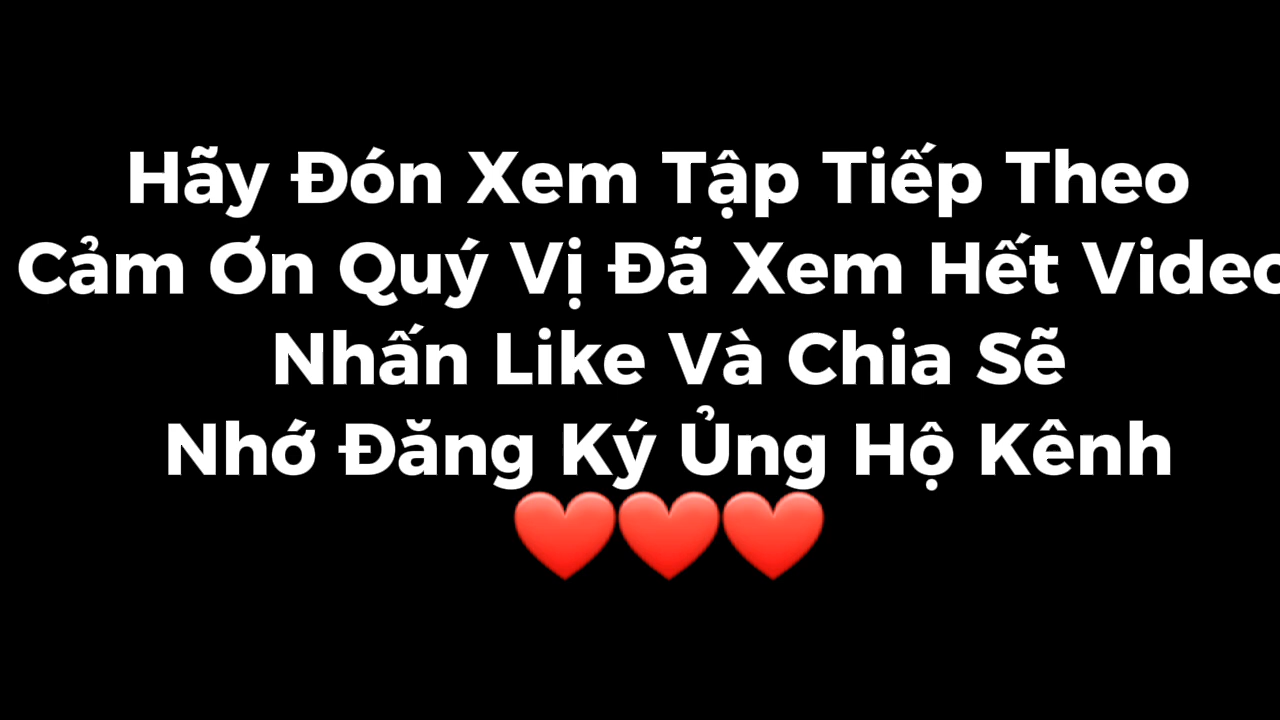 Hãy Đón Xem Tập Tiếp Theo
Cảm Ơn Quý Vị Đã Xem Hết Video
Nhấn Like Và Chia Sẽ
Nhớ Đăng Ký Ủng Hộ Kênh
❤️❤️❤️